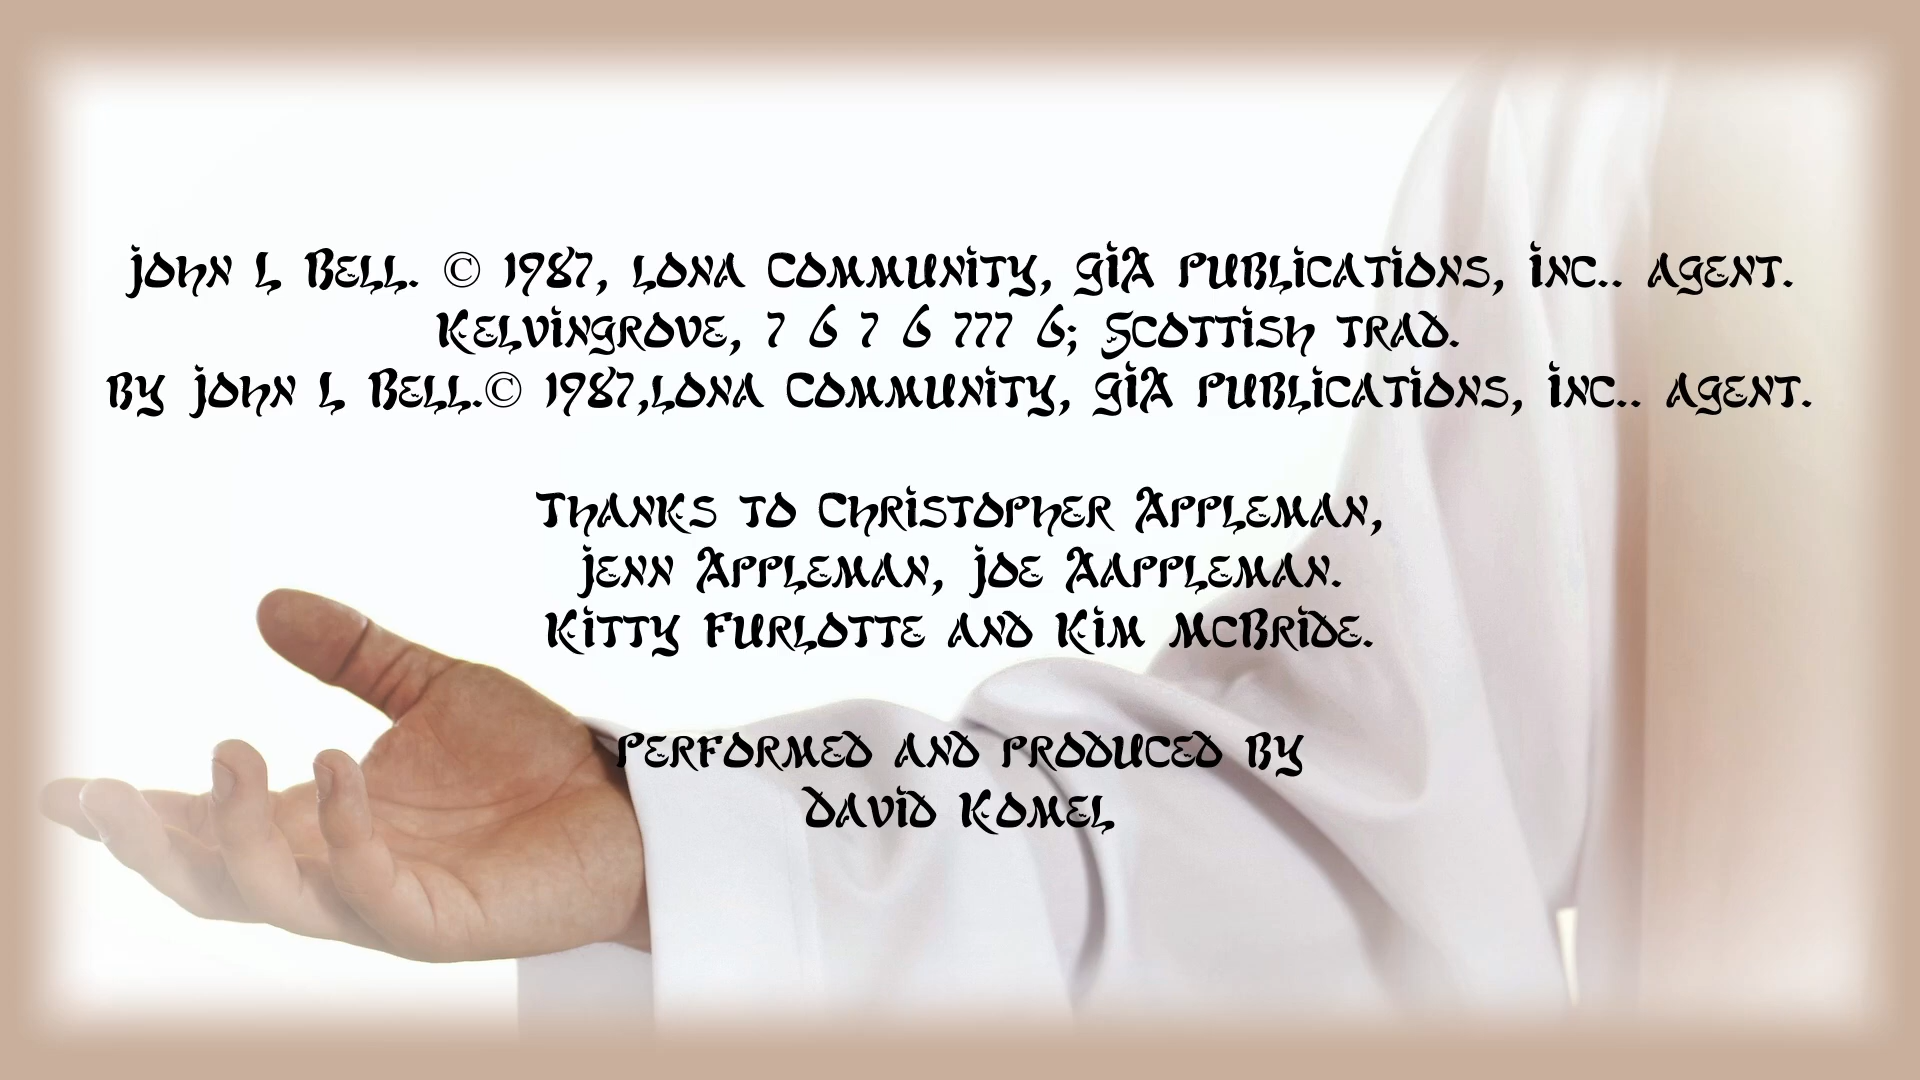 John L Bell. © 1987, Lona Community, GIA Publications, Inc.. agent.
Kelvingrove, 7 6 7 6 777 6; Scottish trad.
by John L Bell.© 1987,Lona Community, GIA Publications, Inc.. agent.
Thanks to Christopher Appleman,
Jenn Appleman, Joe Aappleman.
Kitty Furlotte and Kim McBride.
Performed and produced by
David Komel